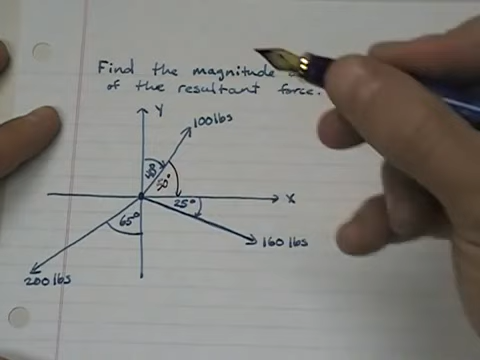 Find the magnitude
of the resultant force.
Y
100 lbs
40°
50°
25°
X
65°
160 lbs
200 lbs